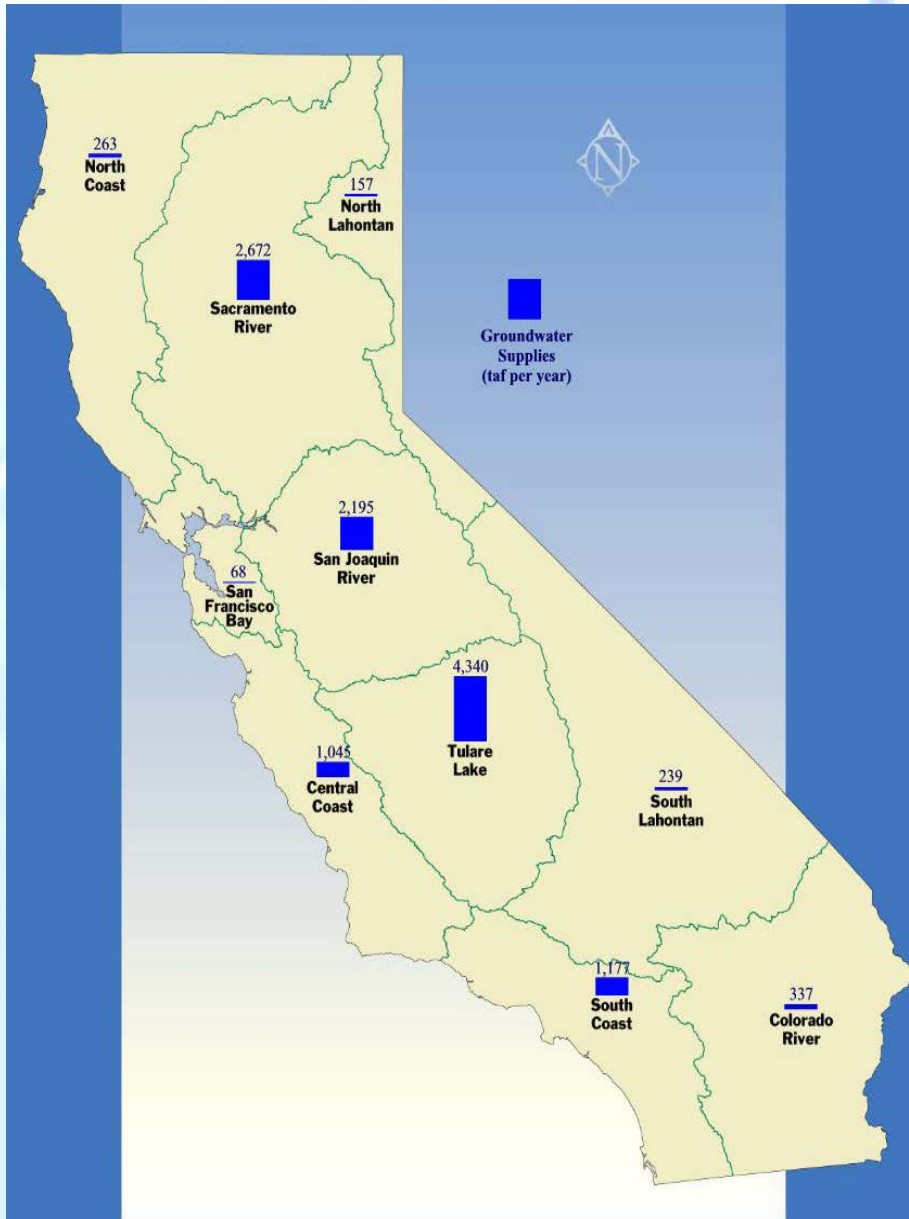 263
North
Coast
157
North
Lahontan
N
2,672
Sacramento
River
Groundwater
Supplies
(taf per year)
2,195
San Joaquin
River
68
San
Francisco
Bay
4,340
Tulare
Lake
1,045
Central
Coast
239
South
Lahontan
1,177
South
Coast
337
Colorado
River